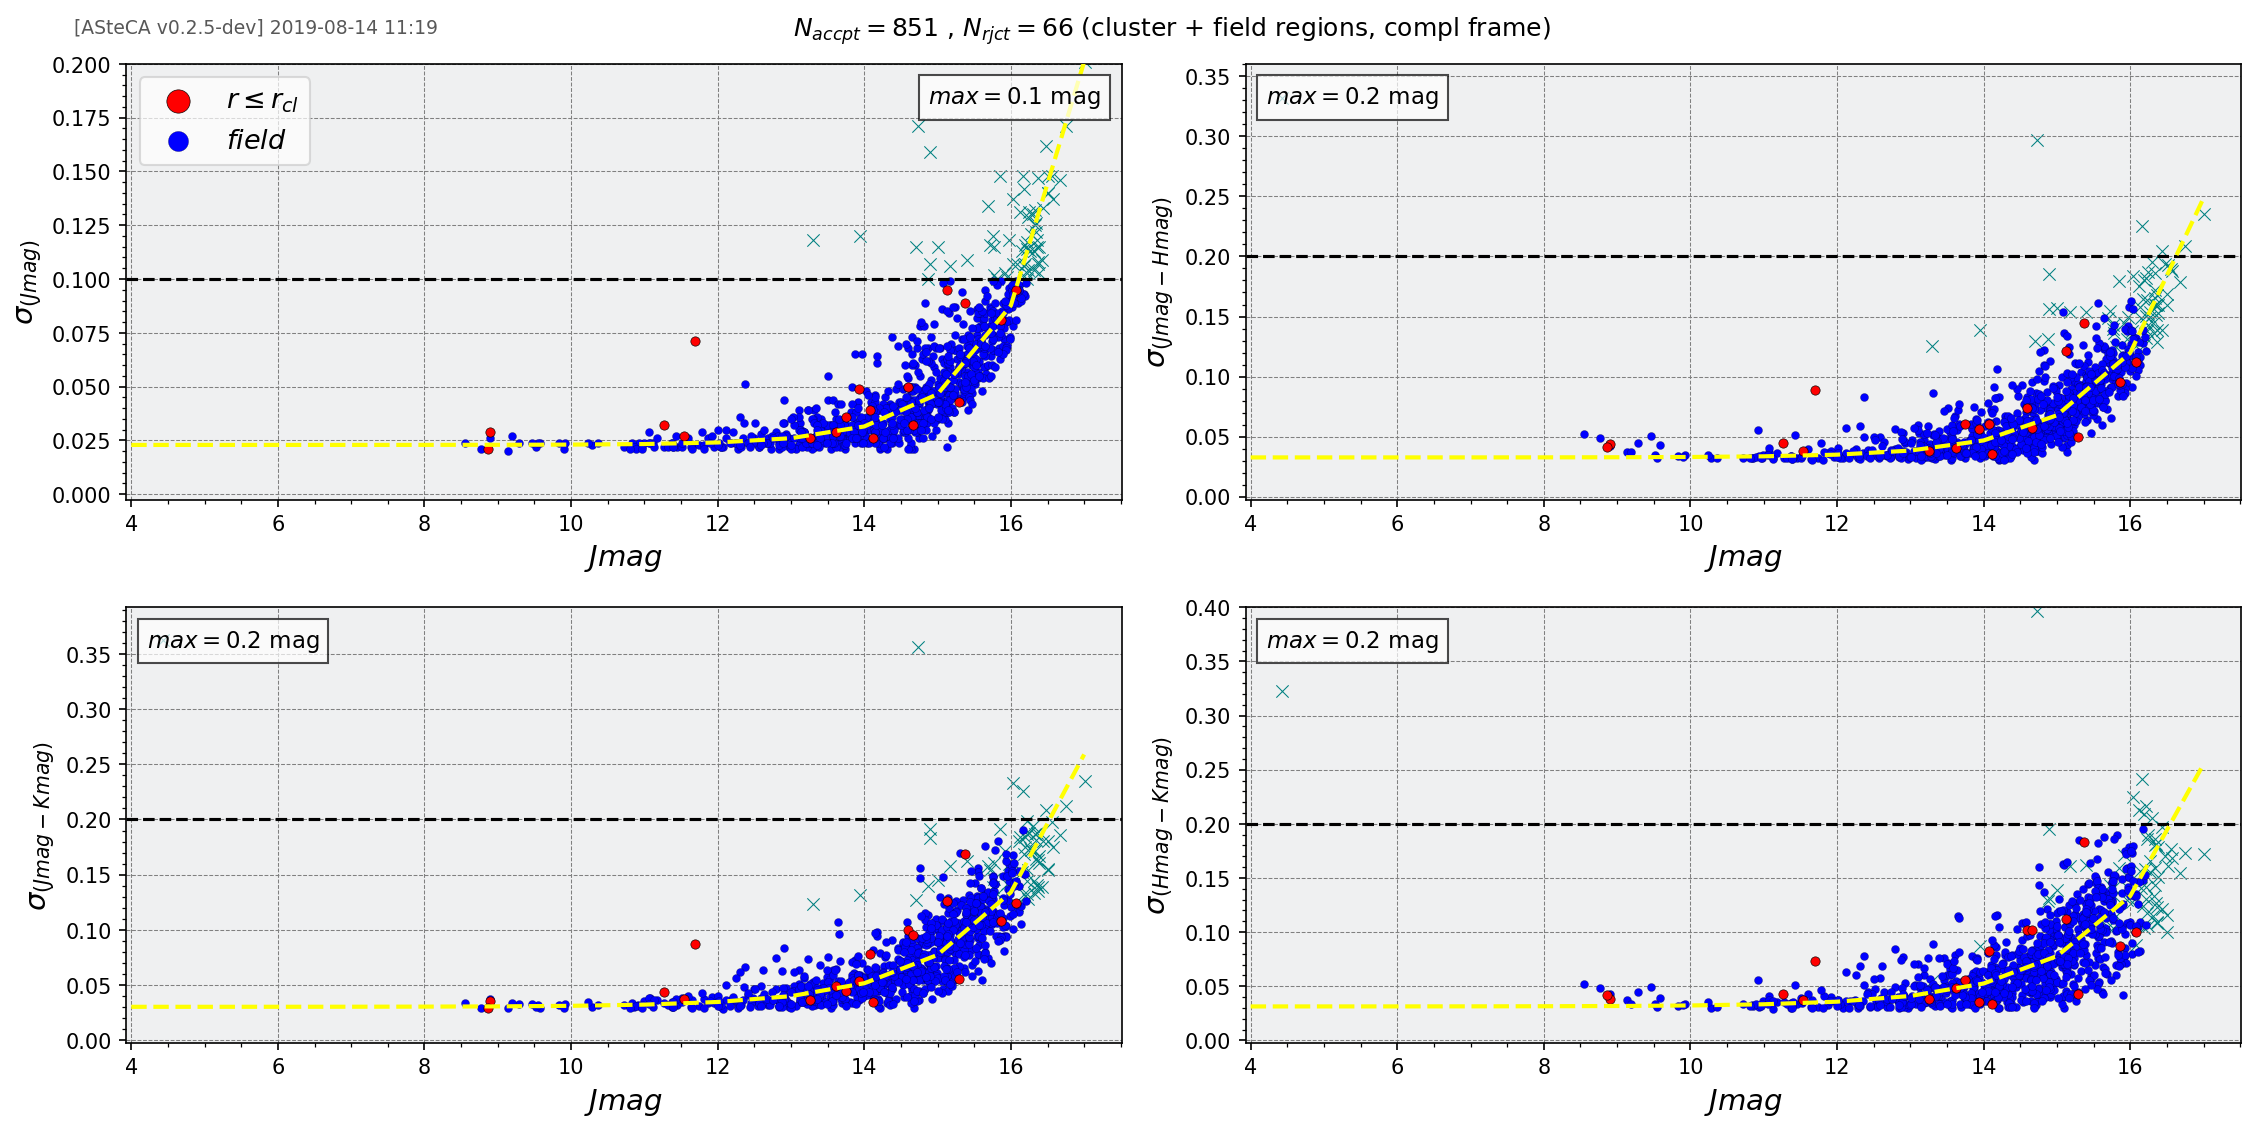 [ASteCA v0.2.5-dev] 2019-08-14 11:19
N_accpt = 851 , N_rjct = 66 (cluster + field regions, compl frame)
r ≤ r_cl
field
max = 0.1 mag
0.200
0.175
0.150
0.125
0.100
0.075
0.050
0.025
0.000
σ(Jmag)
4 6 8 10 12 14 16
Jmag
max = 0.2 mag
0.35
0.30
0.25
0.20
0.15
0.10
0.05
0.00
σ(Jmag − Hmag)
4 6 8 10 12 14 16
Jmag
max = 0.2 mag
0.35
0.30
0.25
0.20
0.15
0.10
0.05
0.00
σ(Jmag − Kmag)
4 6 8 10 12 14 16
Jmag
max = 0.2 mag
0.40
0.35
0.30
0.25
0.20
0.15
0.10
0.05
0.00
σ(Hmag − Kmag)
4 6 8 10 12 14 16
Jmag